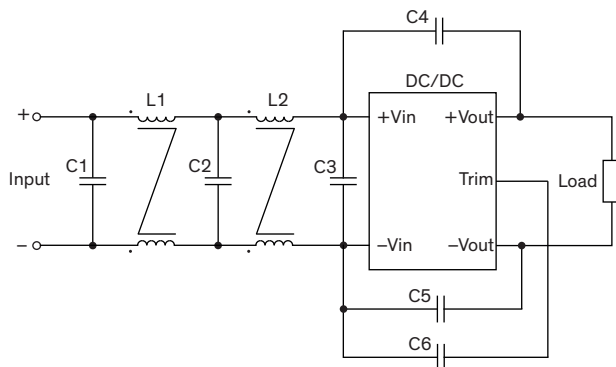 C4
DC/DC
L1
L2
+
+Vin
+Vout
Input
C1
C2
C3
Trim
Load
–
–Vin
–Vout
C5
C6